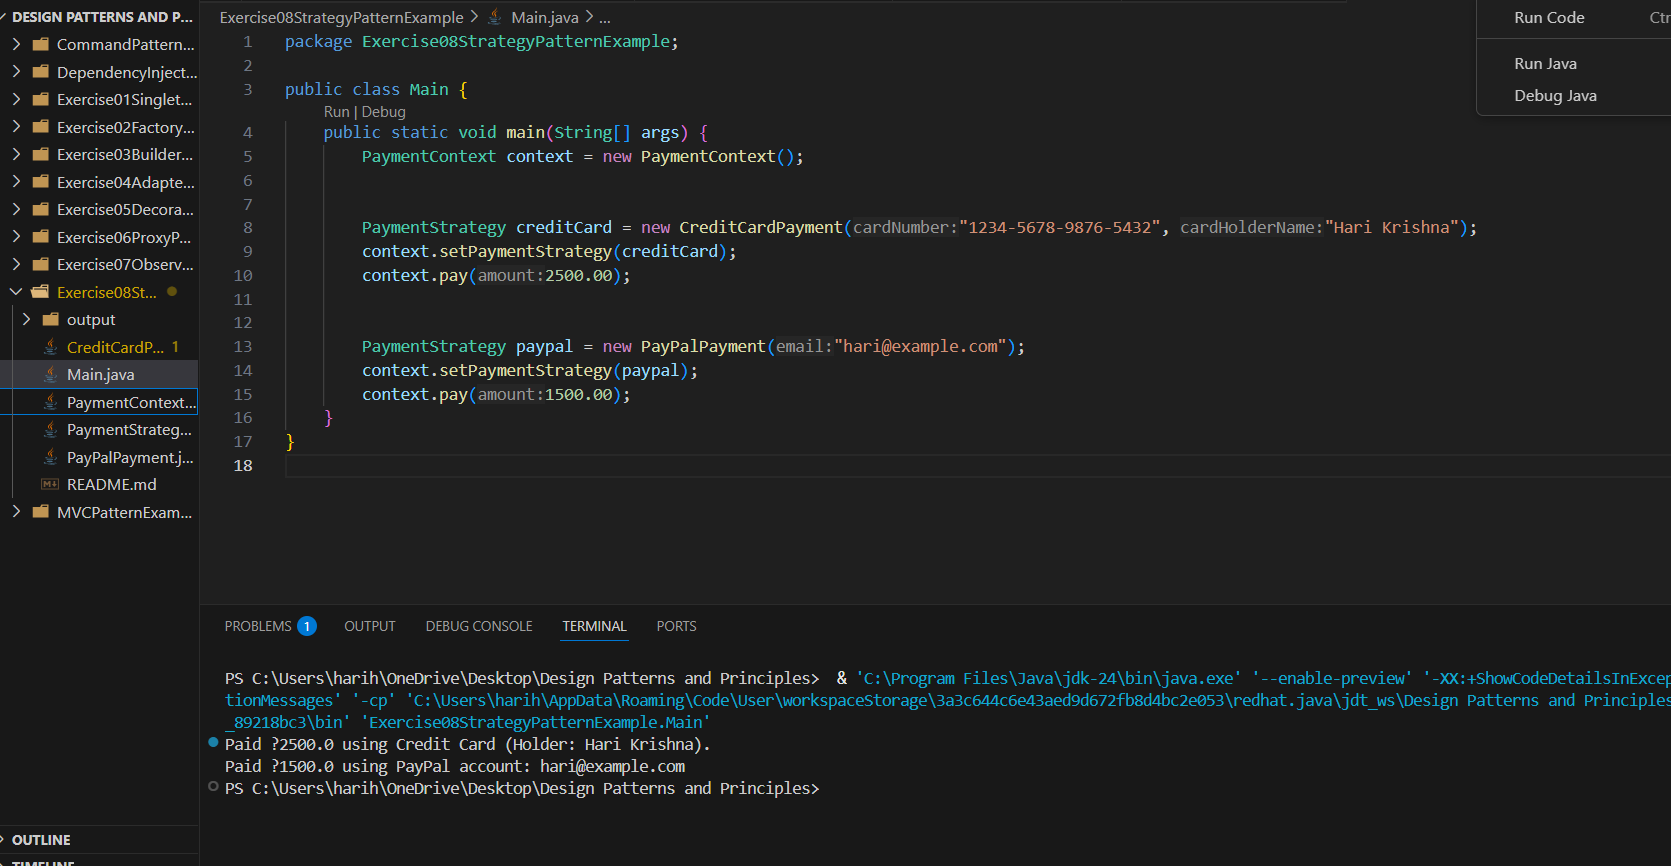 DESIGN PATTERNS AND P...
CommandPattern...
DependencyInject...
Exercise01Singlet...
Exercise02Factory...
Exercise03Builder...
Exercise04Adapte...
Exercise05Decora...
Exercise06ProxyP...
Exercise07Observ...
Exercise08St...
output
CreditCardP... 1
Main.java
PaymentContext...
PaymentStrateg...
PayPalPayment.j...
README.md
MVCPatternExam...
OUTLINE
TIMELINE
Exercise08StrategyPatternExample > Main.java > ...
1 package Exercise08StrategyPatternExample;
2
3 public class Main {
Run | Debug
4 public static void main(String[] args) {
5 PaymentContext context = new PaymentContext();
6
7
8 PaymentStrategy creditCard = new CreditCardPayment(cardNumber:"1234-5678-9876-5432", cardHolderName:"Hari Krishna");
9 context.setPaymentStrategy(creditCard);
10 context.pay(amount:2500.00);
11
12
13 PaymentStrategy paypal = new PayPalPayment(email:"hari@example.com");
14 context.setPaymentStrategy(paypal);
15 context.pay(amount:1500.00);
16 }
17 }
18
Run Code Ctr
Run Java
Debug Java
PROBLEMS 1 OUTPUT DEBUG CONSOLE TERMINAL PORTS
PS C:\Users\harih\OneDrive\Desktop\Design Patterns and Principles> & 'C:\Program Files\Java\jdk-24\bin\java.exe' '--enable-preview' '-XX:+ShowCodeDetailsInExcep
tionMessages' '-cp' 'C:\Users\harih\AppData\Roaming\Code\User\workspaceStorage\3a3c644c6e43aed9d672fb8d4bc2e053\redhat.java\jdt_ws\Design Patterns and Principles
_89218bc3\bin' 'Exercise08StrategyPatternExample.Main'
Paid ?2500.0 using Credit Card (Holder: Hari Krishna).
Paid ?1500.0 using PayPal account: hari@example.com
PS C:\Users\harih\OneDrive\Desktop\Design Patterns and Principles>